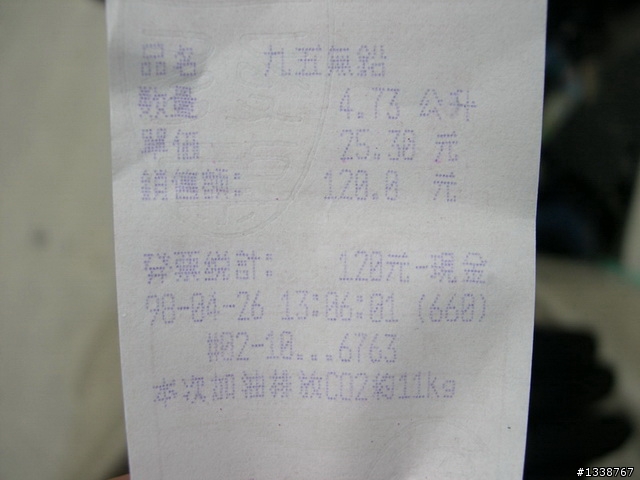 品名 九五無鉛
數量 4.73 公升
單價 25.30 元
銷售額: 120.0 元
發票總計: 120元-現金
98-04-26 13:06:01 (660)
#02-10...6763
本次加油排放CO2約11Kg
#1338767